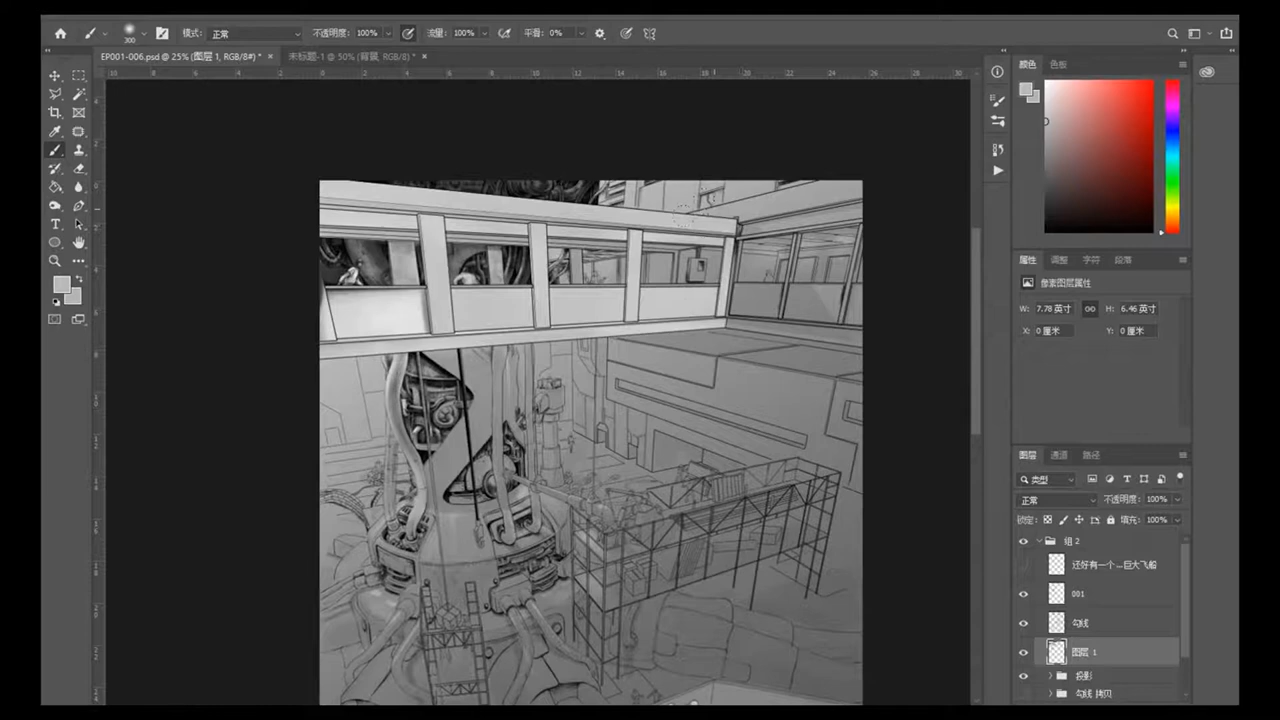 300 模式: 正常 不透明度: 100% 流量: 100% 平滑: 0%
EP001-006.psd @ 25% (图层 1, RGB/8#) * × 未标题-1 @ 50% (背景, RGB/8) * ×
颜色 色板
属性 调整 字符 段落
像素图层属性
W: 7.78 英寸 H: 6.46 英寸
X: 0 厘米 Y: 0 厘米
图层 通道 路径
类型
正常 不透明度: 100%
锁定: 填充: 100%
组 2
还好有一个 ...巨大飞船
001
勾线
图层 1
投影
勾线 拷贝